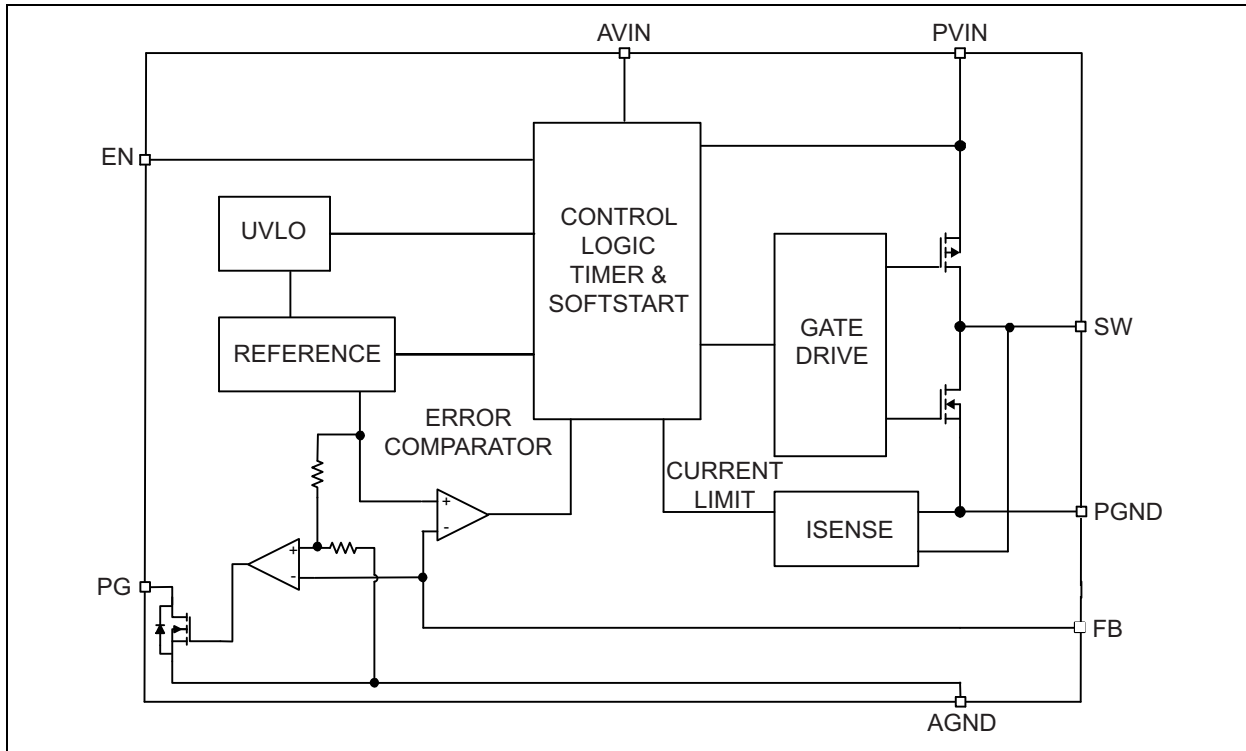 AVIN
PVIN
EN
UVLO
CONTROL
LOGIC
TIMER &
SOFTSTART
REFERENCE
GATE
DRIVE
SW
ERROR
COMPARATOR
CURRENT
LIMIT
+
-
ISENSE
PGND
+
-
PG
FB
AGND